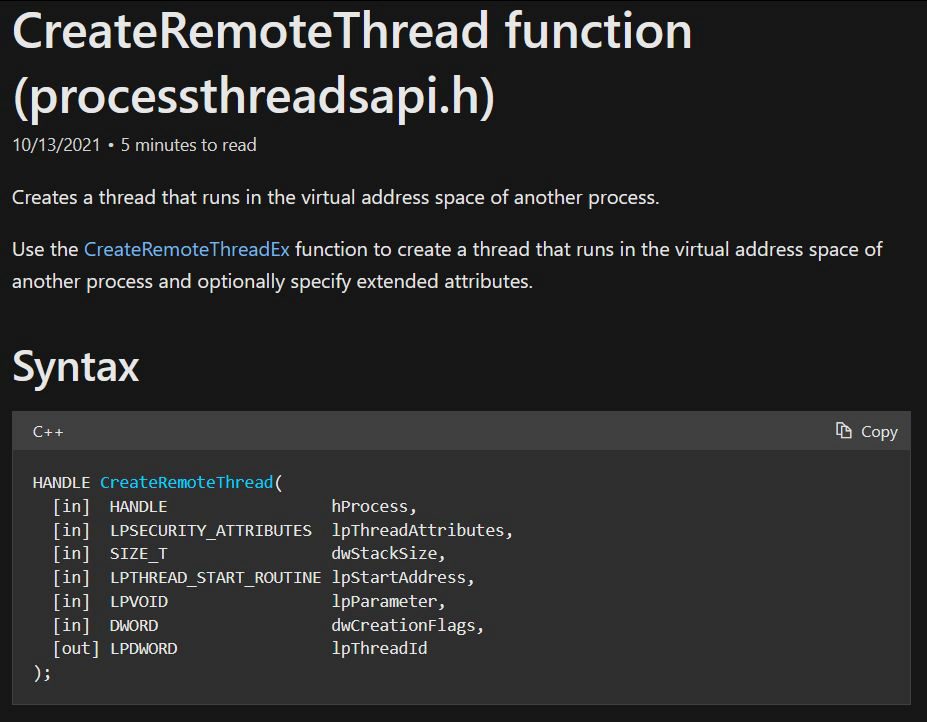 CreateRemoteThread function
(processthreadsapi.h)
10/13/2021 • 5 minutes to read
Creates a thread that runs in the virtual address space of another process.
Use the CreateRemoteThreadEx function to create a thread that runs in the virtual address space of
another process and optionally specify extended attributes.
Syntax
C++ Copy
HANDLE CreateRemoteThread(
  [in]  HANDLE                 hProcess,
  [in]  LPSECURITY_ATTRIBUTES  lpThreadAttributes,
  [in]  SIZE_T                 dwStackSize,
  [in]  LPTHREAD_START_ROUTINE lpStartAddress,
  [in]  LPVOID                 lpParameter,
  [in]  DWORD                  dwCreationFlags,
  [out] LPDWORD                lpThreadId
);